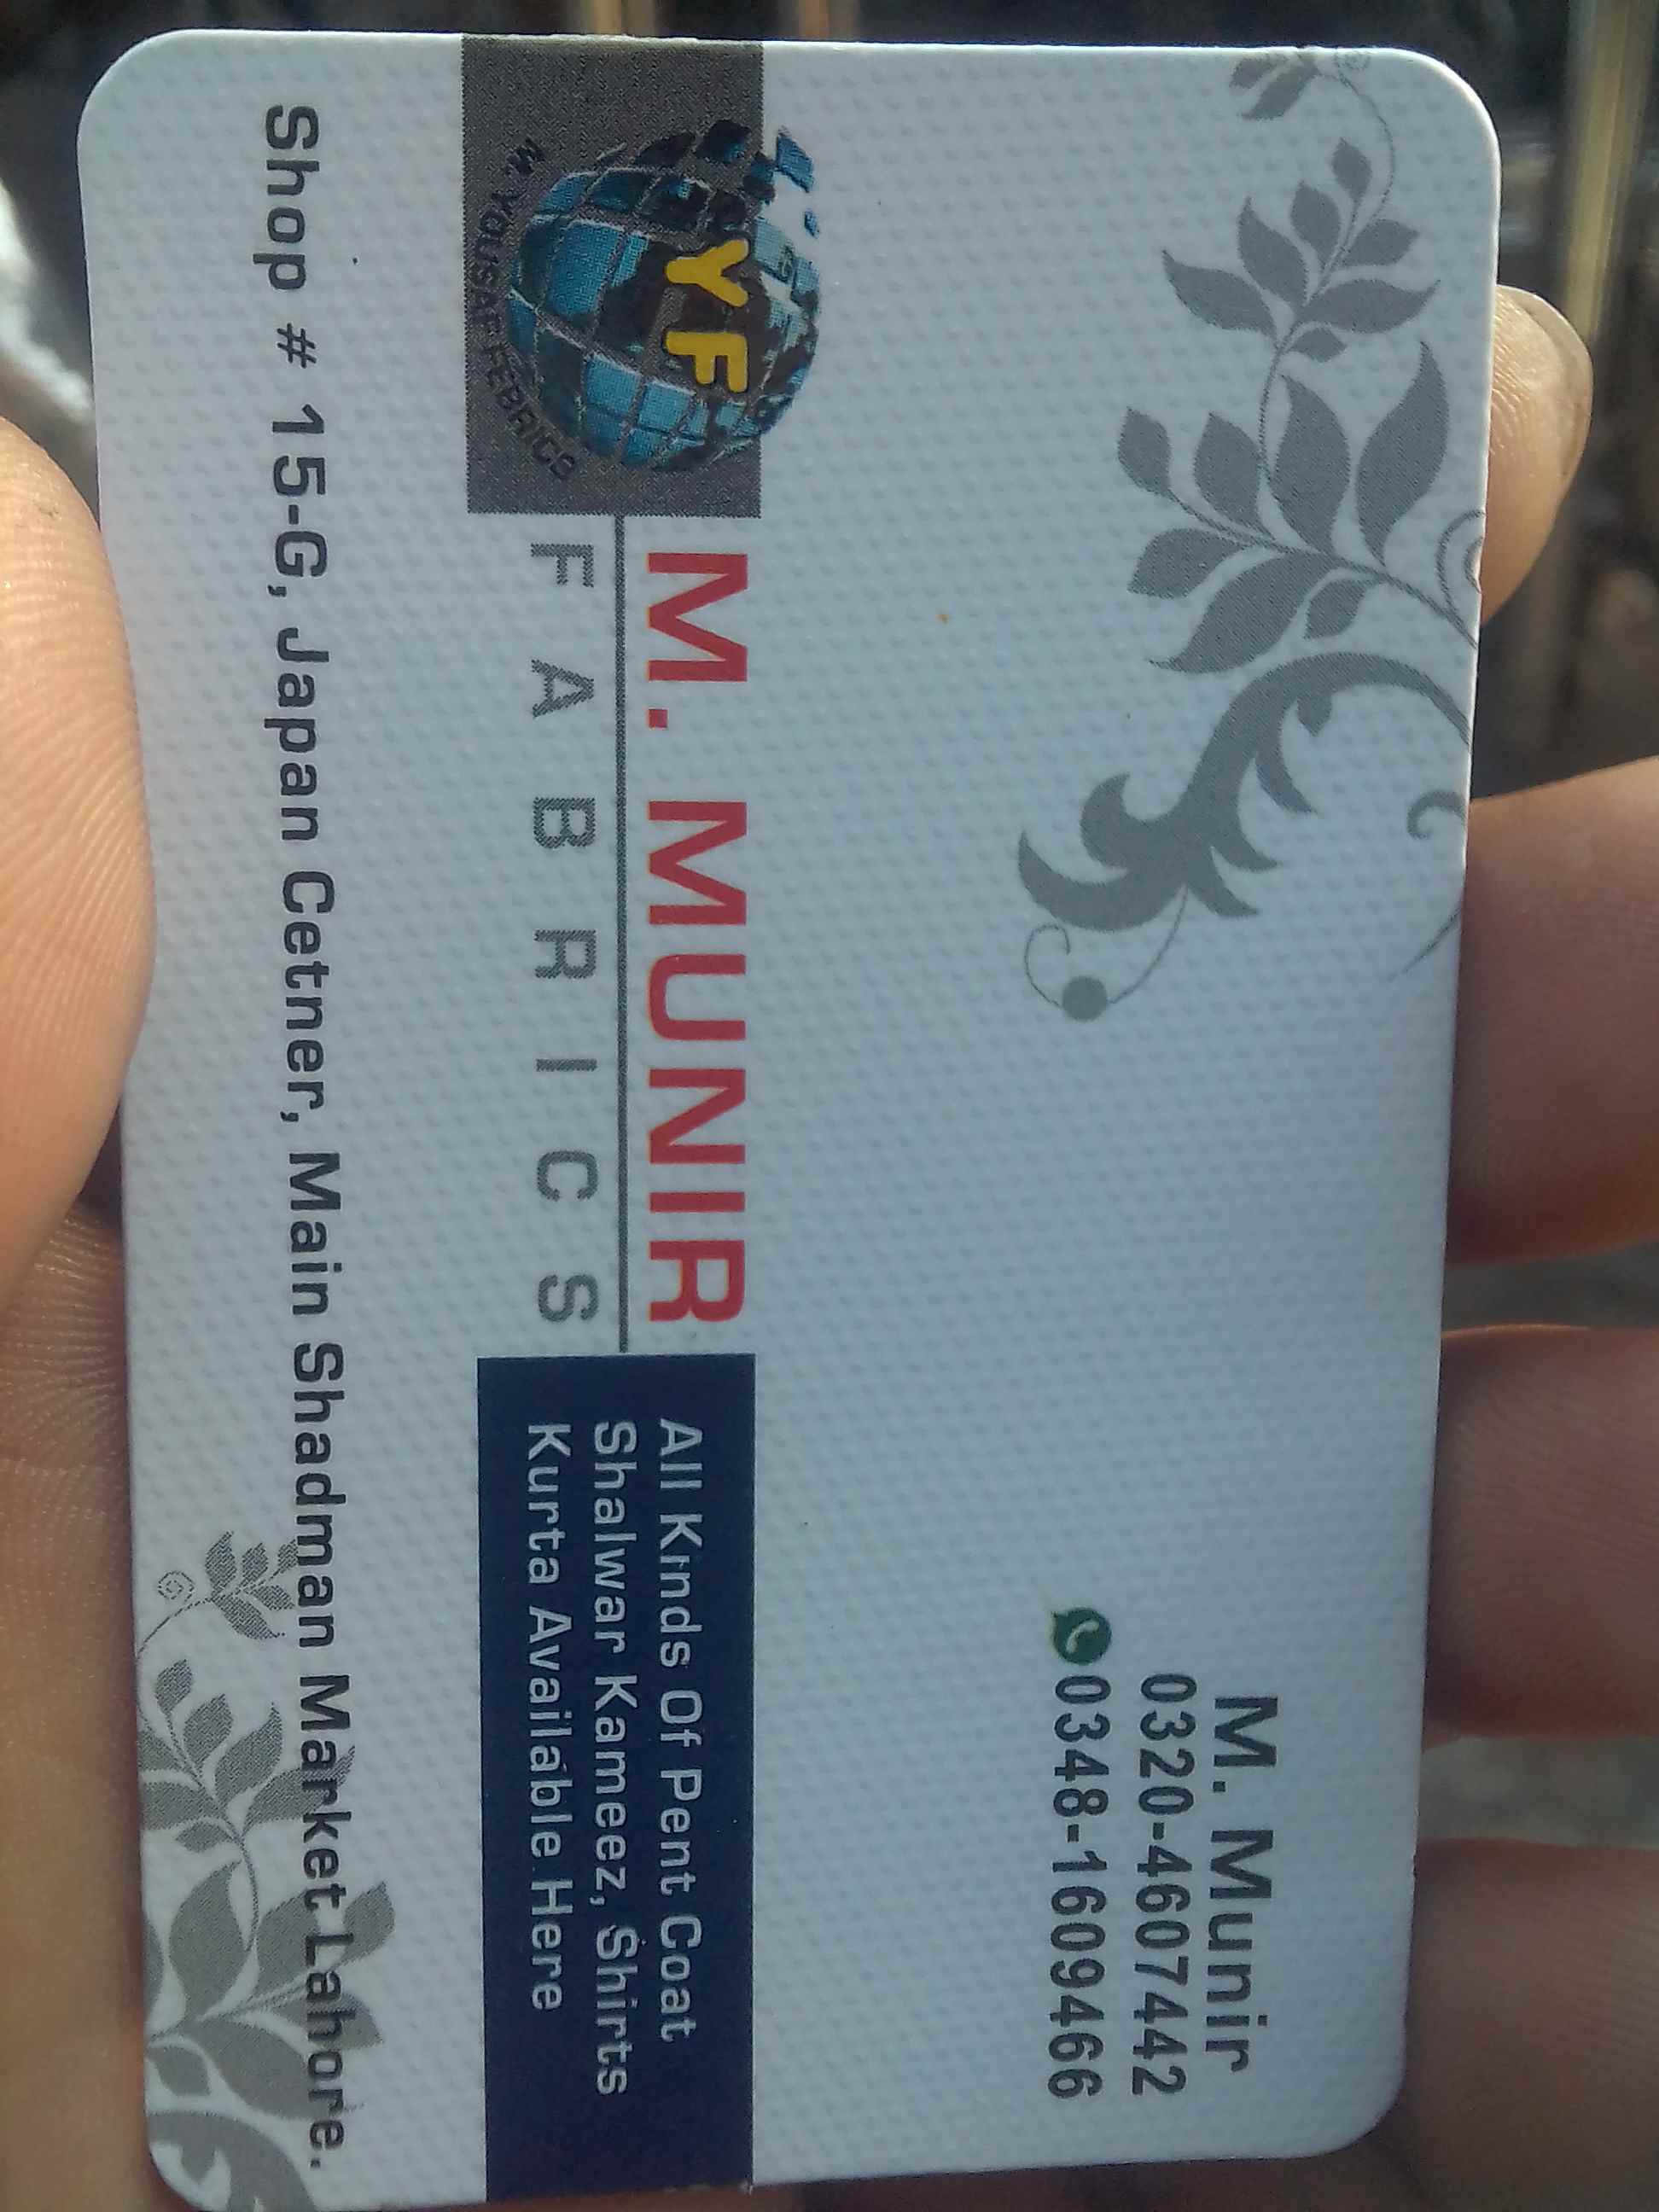 M. Munir
0320-4607442
0348-1609466
YF
M. YOUSAF FEBRICS
M. MUNIR
FABRICS
All Kinds Of Pent Coat
Shalwar Kameez, Shirts
Kurta Available Here
Shop # 15-G, Japan Cetner, Main Shadman Market Lahore.